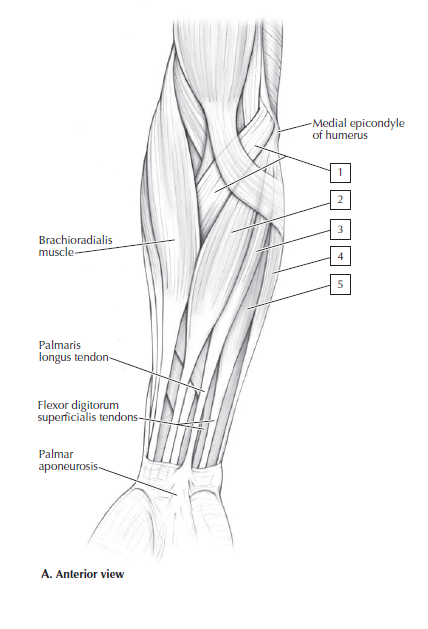 Medial epicondyle
of humerus
1
2
3
4
5
Brachioradialis
muscle
Palmaris
longus tendon
Flexor digitorum
superficialis tendons
Palmar
aponeurosis
A. Anterior view